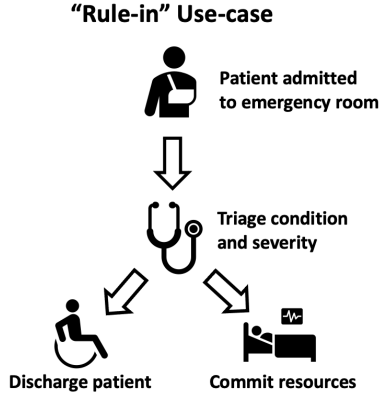 “Rule-in” Use-case
Patient admitted
to emergency room
Triage condition
and severity
Discharge patient
Commit resources